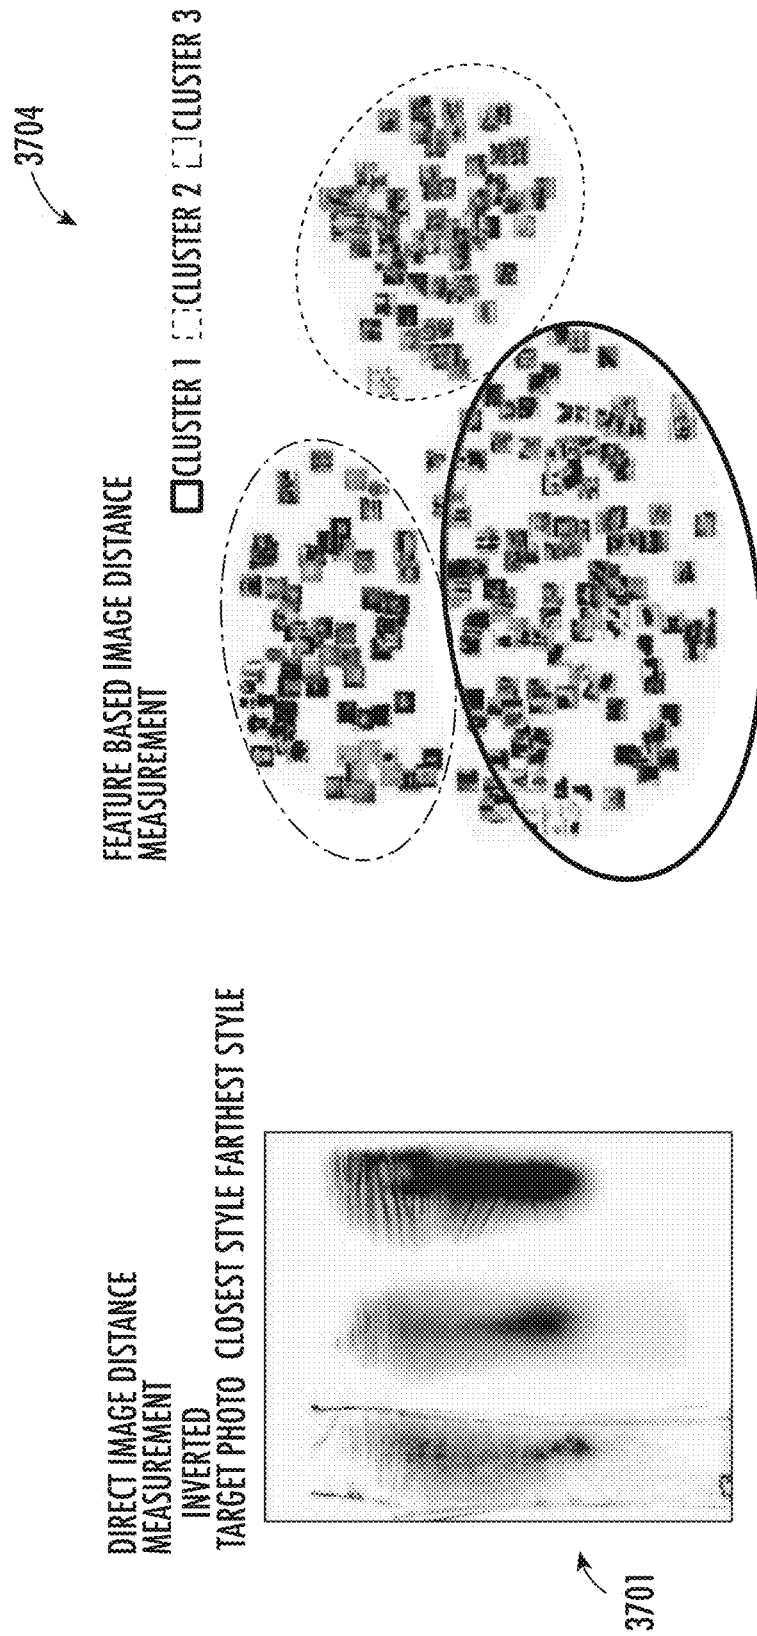 3704
DIRECT IMAGE DISTANCE
MEASUREMENT
INVERTED
TARGET PHOTO CLOSEST STYLE FARTHEST STYLE
3701
FEATURE BASED IMAGE DISTANCE
MEASUREMENT
CLUSTER 1 CLUSTER 2 CLUSTER 3